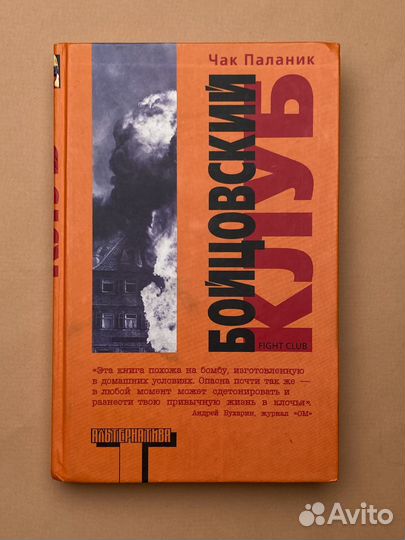 Чак Паланик
БОЙЦОВСКИЙ
КЛУБ
FIGHT CLUB
«Эта книга похожа на бомбу, изготовленную
в домашних условиях. Опасна почти так же —
в любой момент может сдетонировать и
разнести твою привычную жизнь в клочья».
Андрей Бухарин, журнал «ОМ»
АЛЬТЕРНАТИВА
Avito